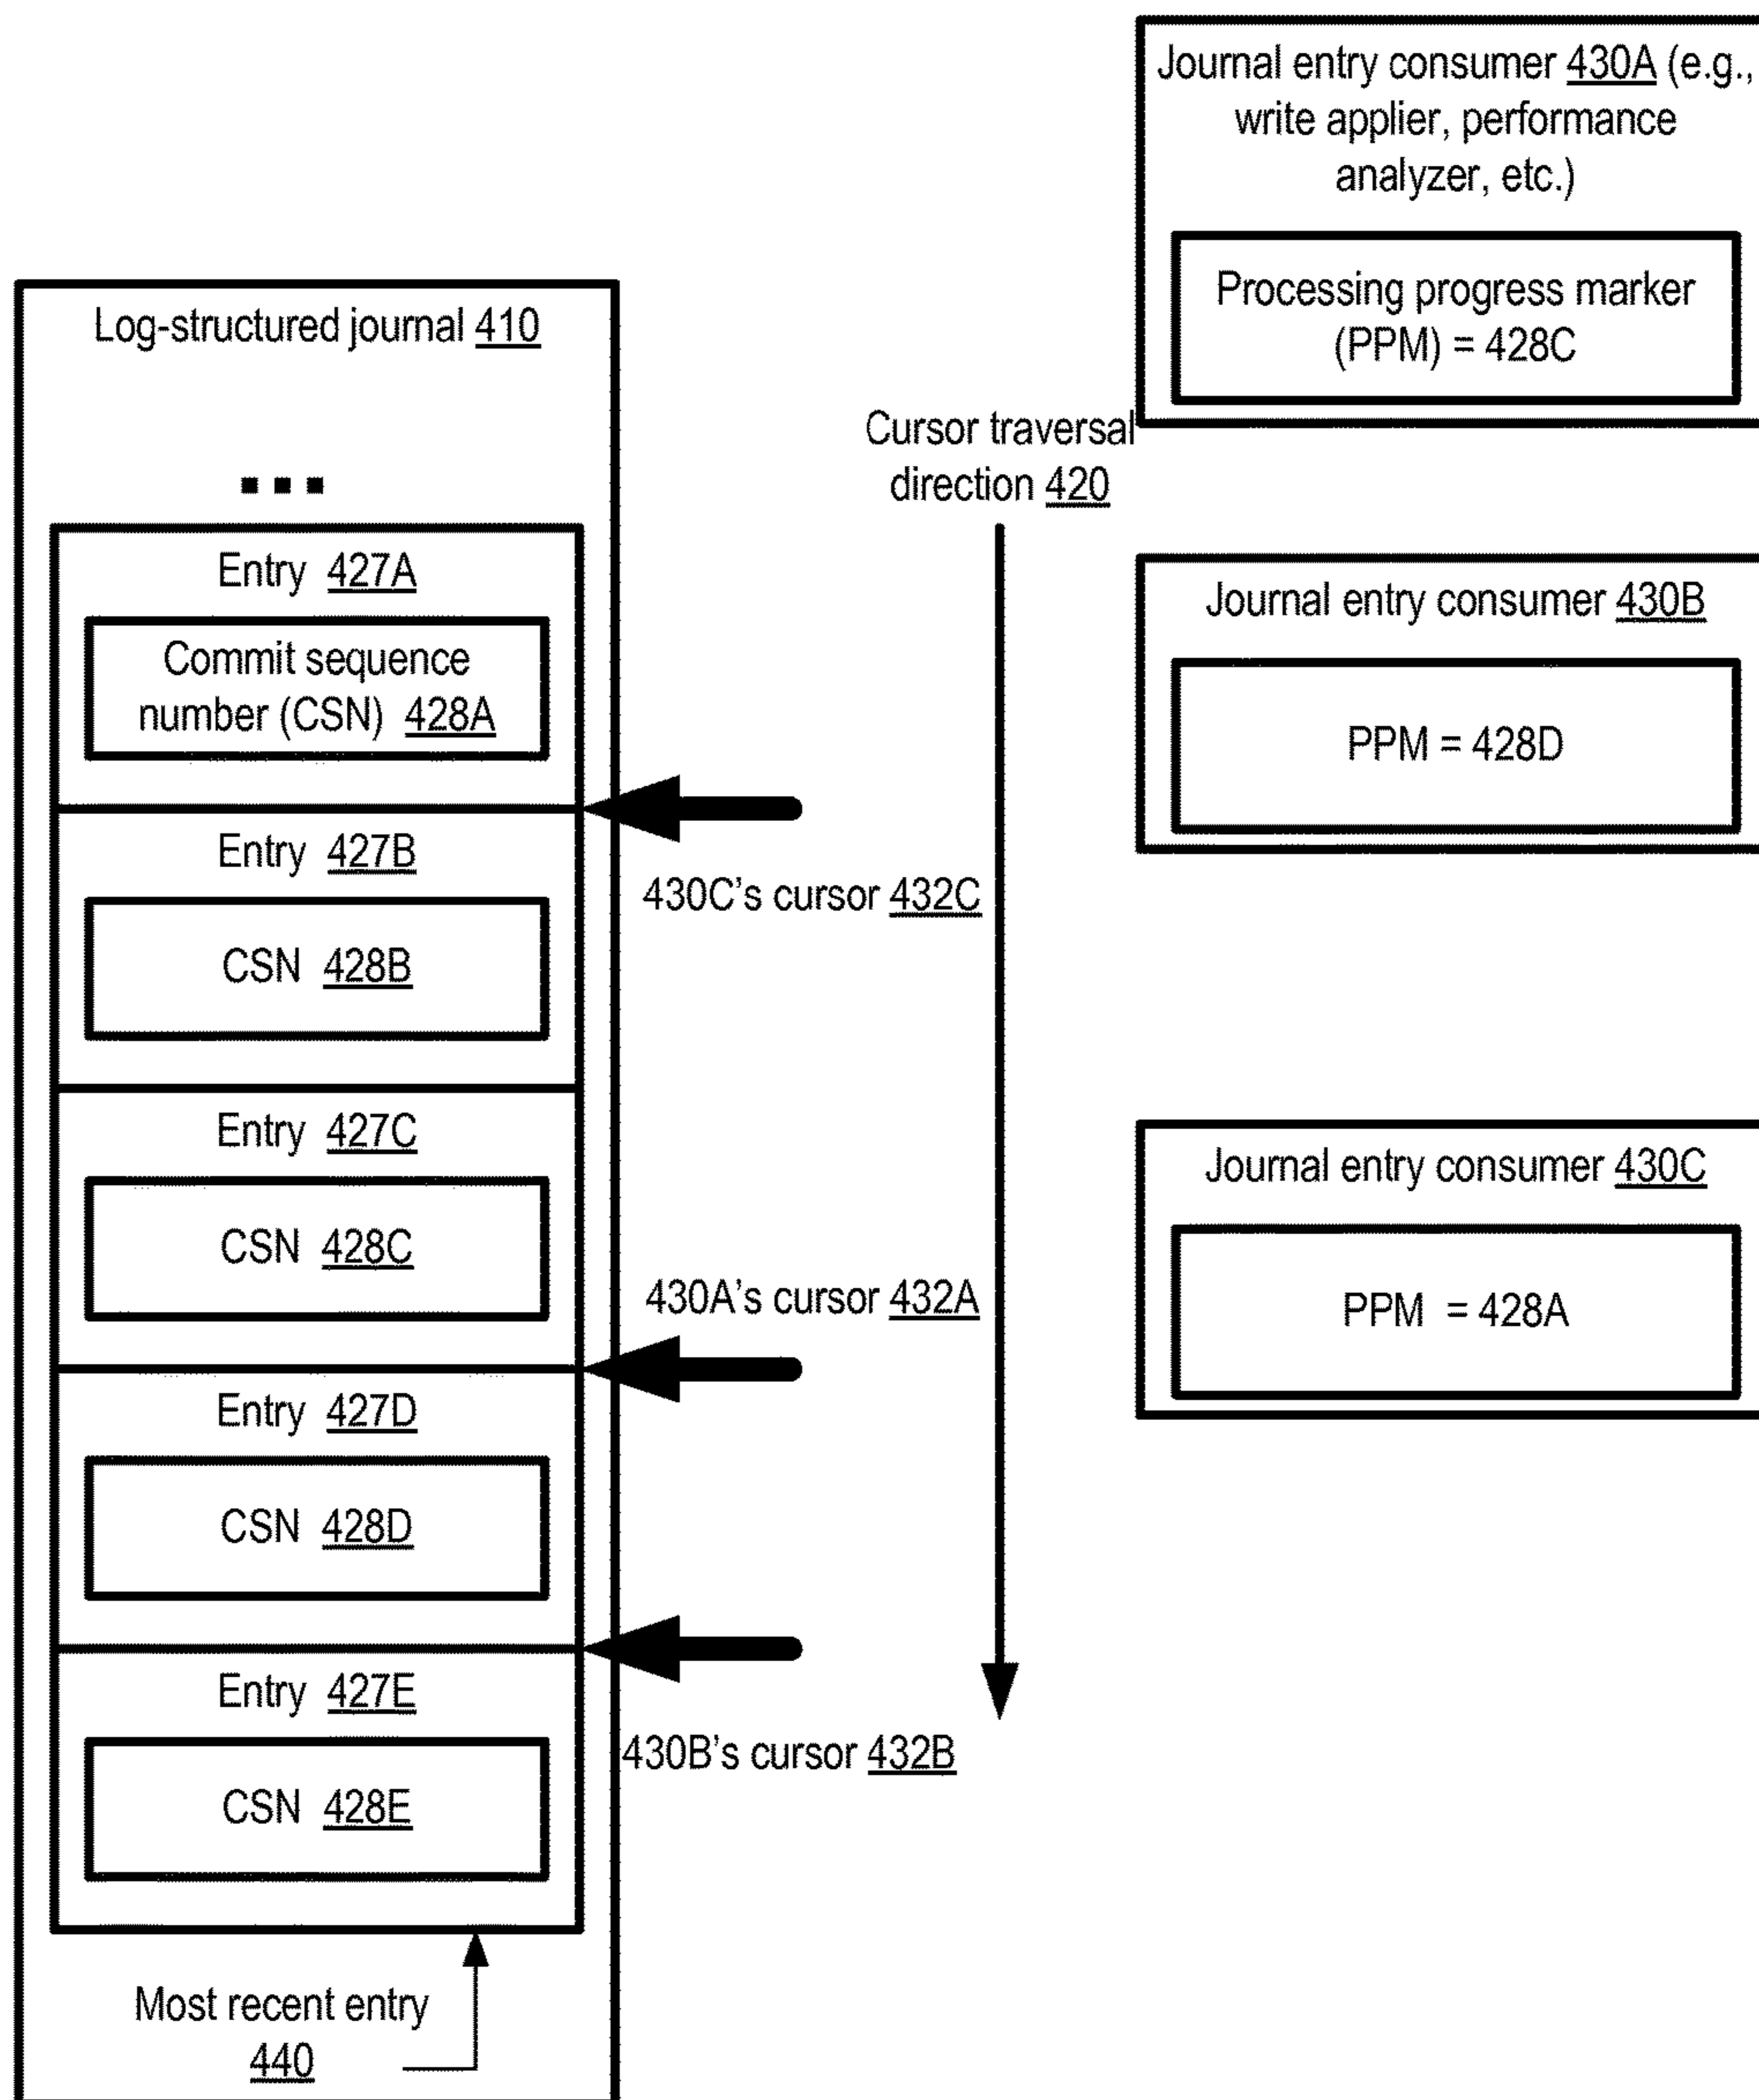 Journal entry consumer 430A (e.g.,
write applier, performance
analyzer, etc.)
Processing progress marker
(PPM) = 428C
Log-structured journal 410
...
Cursor traversal
direction 420
Entry 427A
Commit sequence
number (CSN) 428A
Journal entry consumer 430B
PPM = 428D
Entry 427B
430C's cursor 432C
CSN 428B
Entry 427C
Journal entry consumer 430C
CSN 428C
430A's cursor 432A
PPM = 428A
Entry 427D
CSN 428D
Entry 427E
430B's cursor 432B
CSN 428E
Most recent entry
440